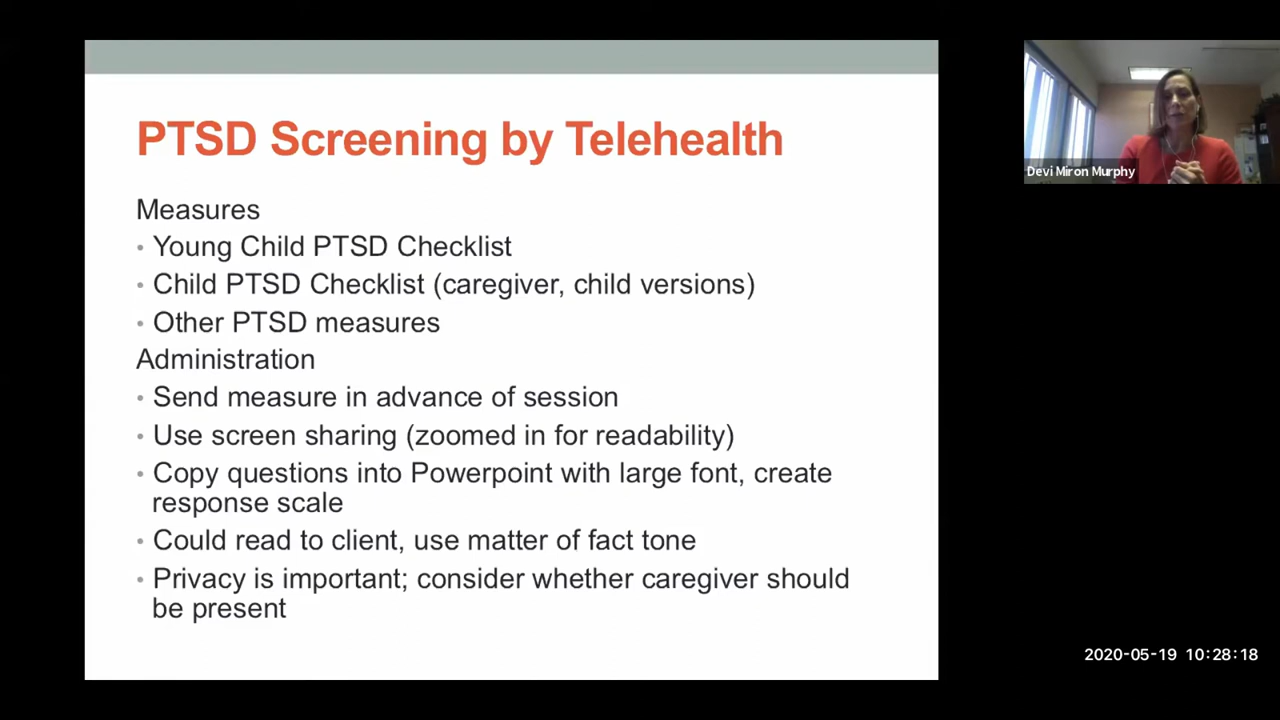 PTSD Screening by Telehealth
Devi Miron Murphy
Measures
• Young Child PTSD Checklist
• Child PTSD Checklist (caregiver, child versions)
• Other PTSD measures
Administration
• Send measure in advance of session
• Use screen sharing (zoomed in for readability)
• Copy questions into Powerpoint with large font, create
response scale
• Could read to client, use matter of fact tone
• Privacy is important; consider whether caregiver should
be present
2020-05-19 10:28:18